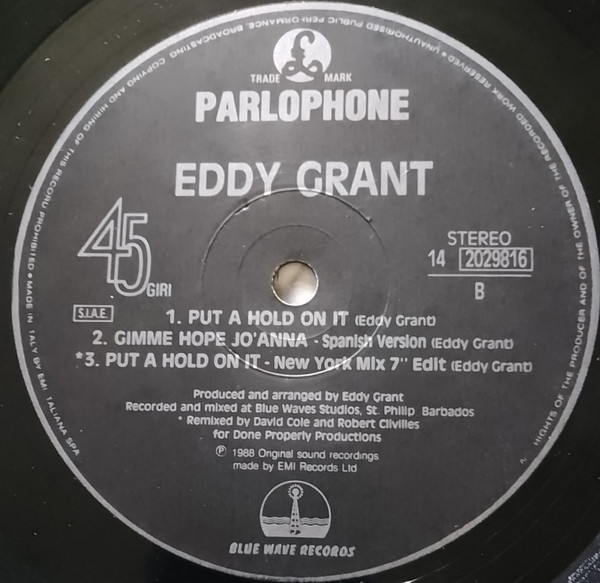 TRADE MARK
PARLOPHONE
EDDY GRANT
45 GIRI
STEREO
14 2029816
B
S.I.A.E.
1. PUT A HOLD ON IT (Eddy Grant)
2. GIMME HOPE JO'ANNA - Spanish Version (Eddy Grant)
*3. PUT A HOLD ON IT - New York Mix 7" Edit (Eddy Grant)
Produced and arranged by Eddy Grant
Recorded and mixed at Blue Waves Studios, St. Philip Barbados
* Remixed by David Cole and Robert Clivilles
for Done Properly Productions
℗ 1988 Original sound recordings
made by EMI Records Ltd
BLUE WAVE RECORDS
RIGHTS OF THE PRODUCER AND OF THE OWNER OF THE RECORDED WORK RESERVED • UNAUTHORISED PUBLIC PERFORMANCE, BROADCASTING, COPYING AND HIRING OF THIS RECORD PROHIBITED • MADE IN ITALY BY EMI ITALIANA SPA